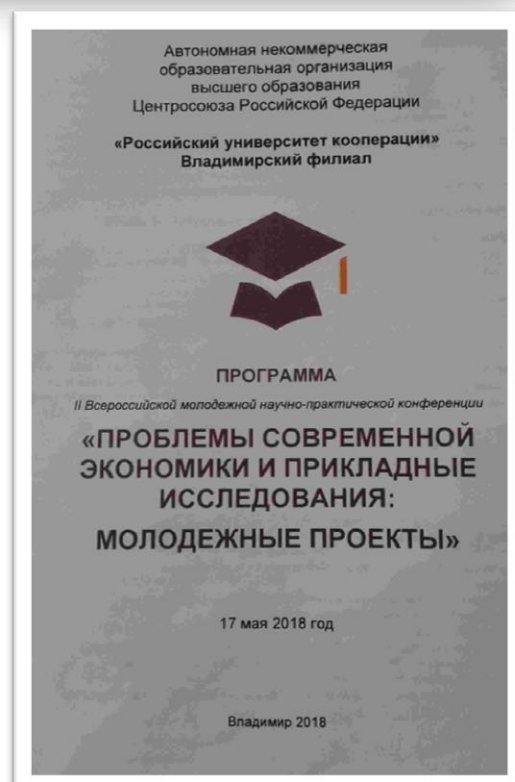 Автономная некоммерческая
образовательная организация
высшего образования
Центросоюза Российской Федерации
«Российский университет кооперации»
Владимирский филиал
ПРОГРАММА
II Всероссийской молодежной научно-практической конференции
«ПРОБЛЕМЫ СОВРЕМЕННОЙ
ЭКОНОМИКИ И ПРИКЛАДНЫЕ
ИССЛЕДОВАНИЯ:
МОЛОДЕЖНЫЕ ПРОЕКТЫ»
17 мая 2018 год
Владимир 2018